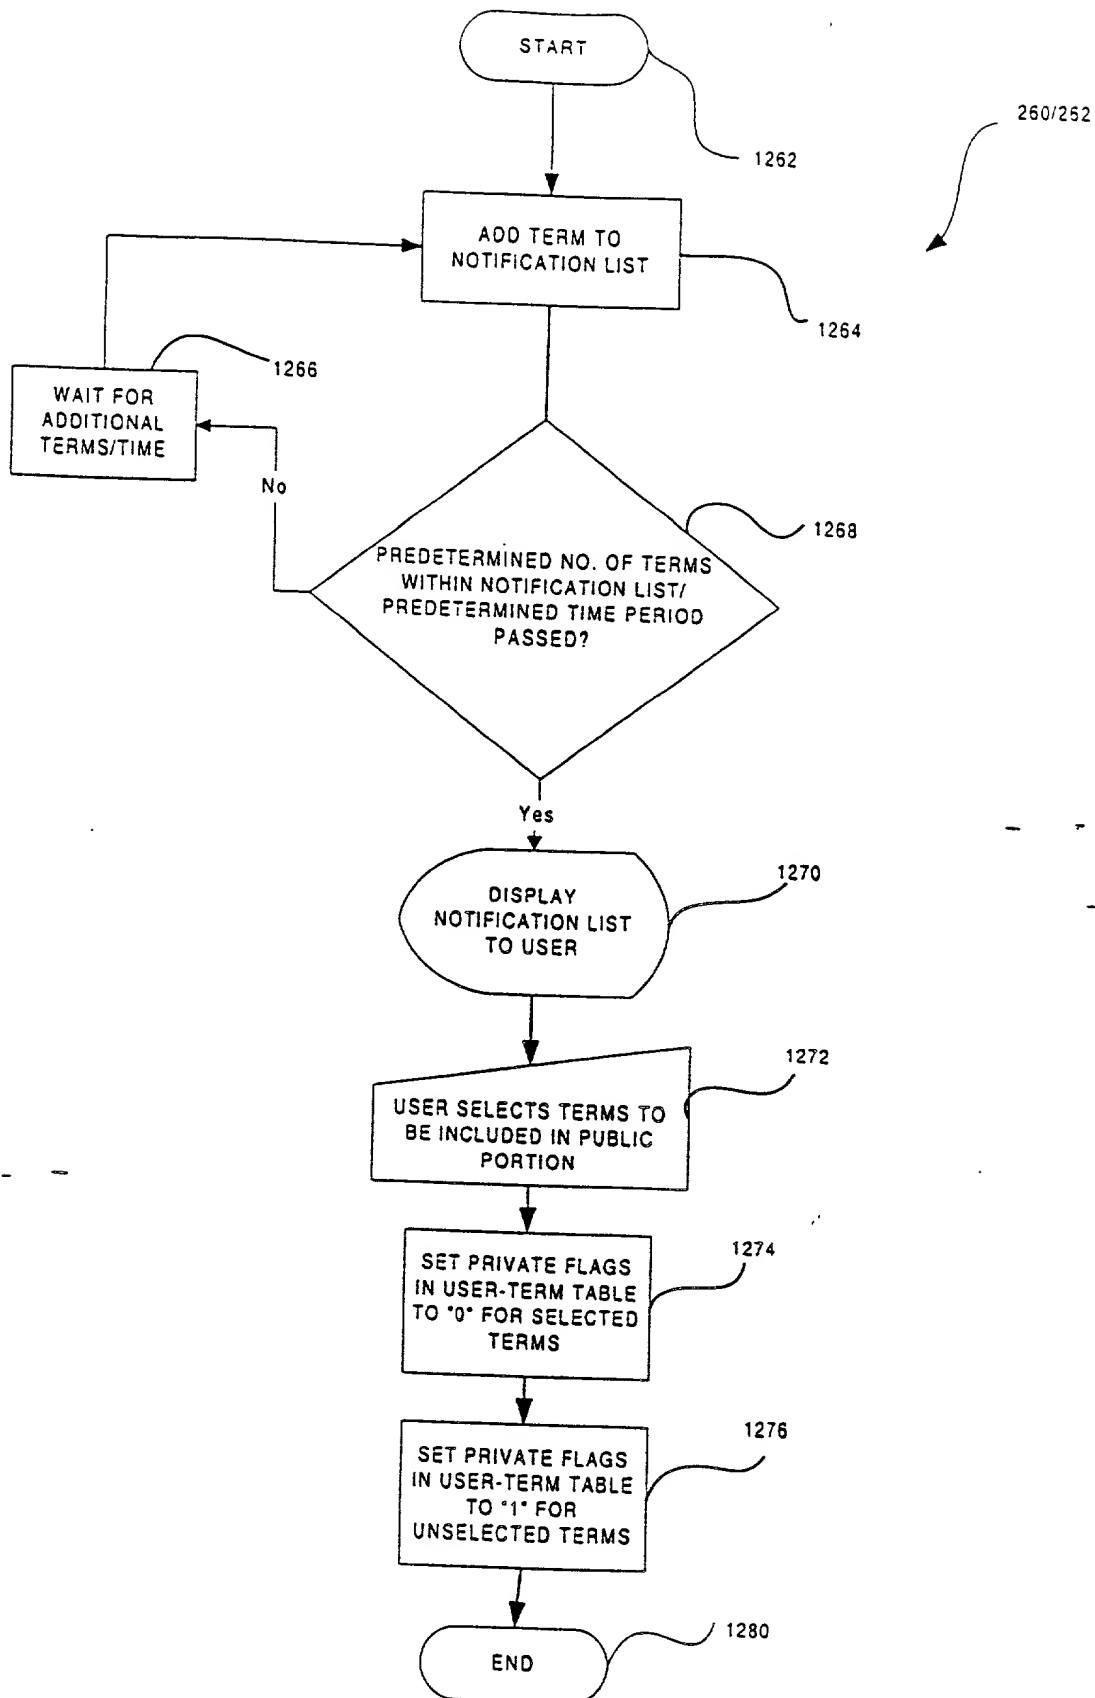 START
1262
260/262
ADD TERM TO
NOTIFICATION LIST
1264
1266
WAIT FOR
ADDITIONAL
TERMS/TIME
No
1268
PREDETERMINED NO. OF TERMS
WITHIN NOTIFICATION LIST/
PREDETERMINED TIME PERIOD
PASSED?
Yes
1270
DISPLAY
NOTIFICATION LIST
TO USER
1272
USER SELECTS TERMS TO
BE INCLUDED IN PUBLIC
PORTION
1274
SET PRIVATE FLAGS
IN USER-TERM TABLE
TO "0" FOR SELECTED
TERMS
1276
SET PRIVATE FLAGS
IN USER-TERM TABLE
TO "1" FOR
UNSELECTED TERMS
1280
END